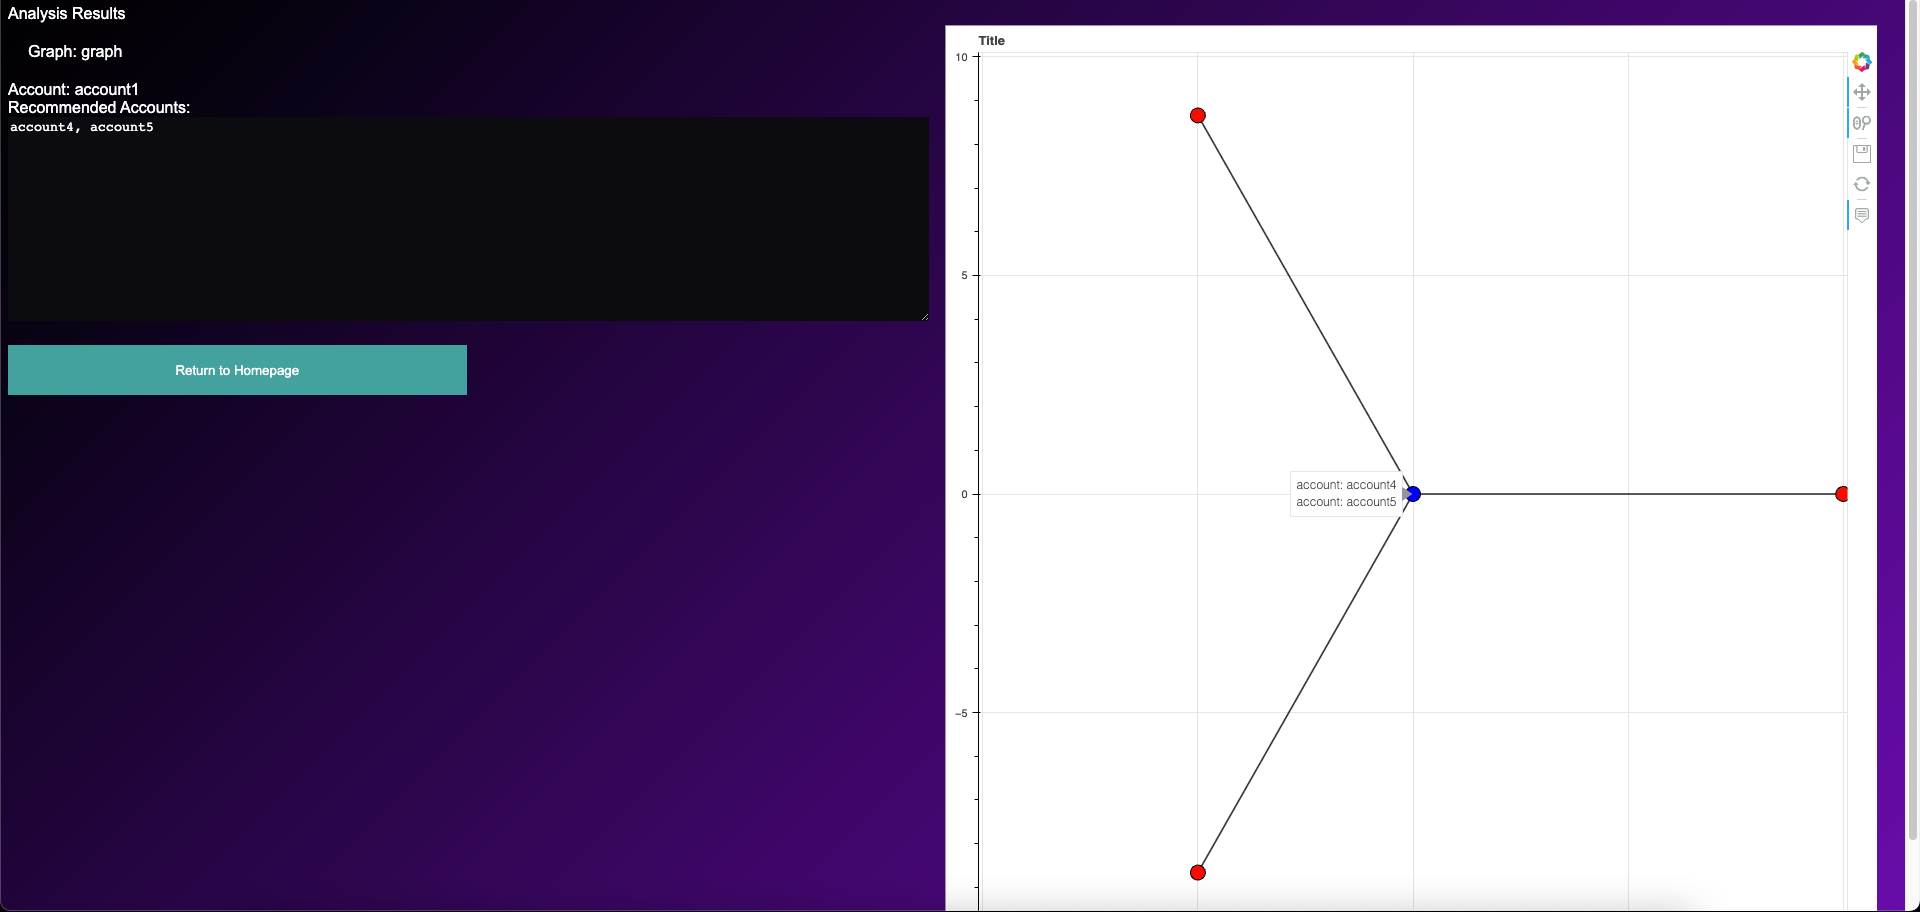 Analysis Results
Graph: graph
Account: account1
Recommended Accounts:
account4, account5
Return to Homepage
Title
10
5
0
−5
account: account4
account: account5